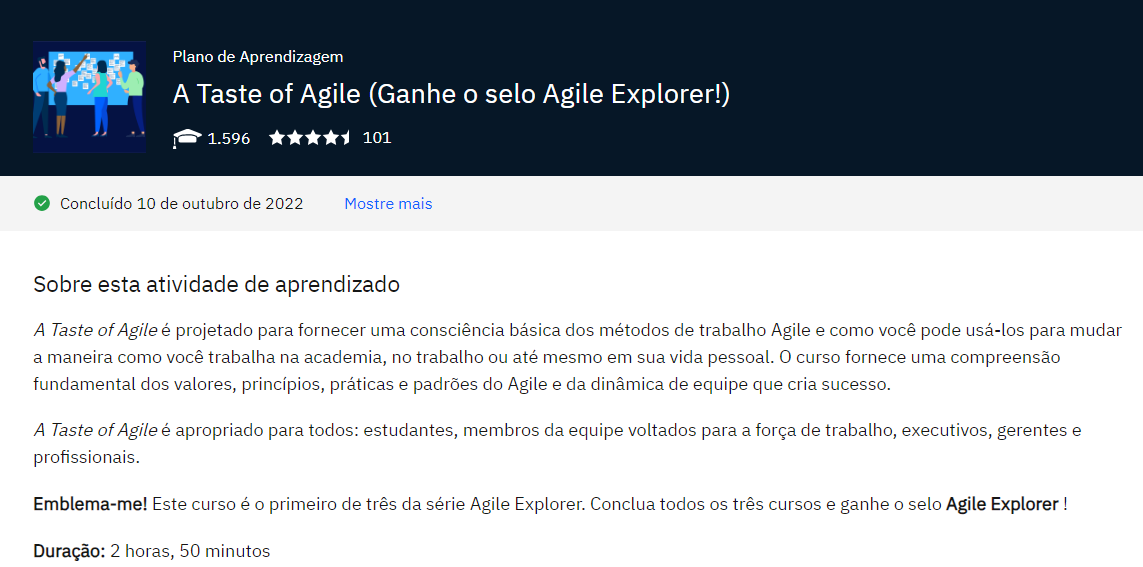 Plano de Aprendizagem
A Taste of Agile (Ganhe o selo Agile Explorer!)
1.596 101
Concluído 10 de outubro de 2022 Mostre mais
Sobre esta atividade de aprendizado
A Taste of Agile é projetado para fornecer uma consciência básica dos métodos de trabalho Agile e como você pode usá-los para mudar
a maneira como você trabalha na academia, no trabalho ou até mesmo em sua vida pessoal. O curso fornece uma compreensão
fundamental dos valores, princípios, práticas e padrões do Agile e da dinâmica de equipe que cria sucesso.
A Taste of Agile é apropriado para todos: estudantes, membros da equipe voltados para a força de trabalho, executivos, gerentes e
profissionais.
Emblema-me! Este curso é o primeiro de três da série Agile Explorer. Conclua todos os três cursos e ganhe o selo Agile Explorer !
Duração: 2 horas, 50 minutos